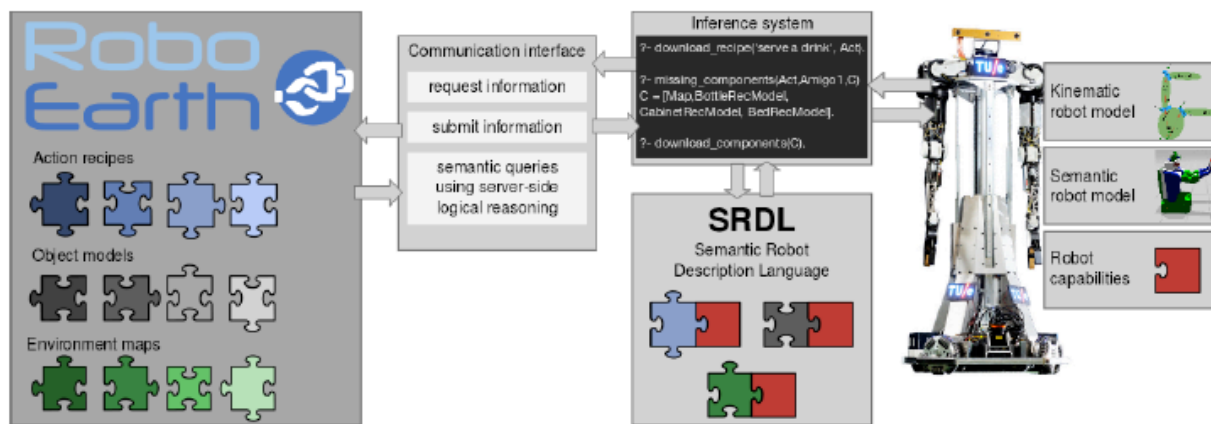 Robo
Earth
Action recipes
Object models
Environment maps
Communication interface
request information
submit information
semantic queries
using server-side
logical reasoning
Inference system
?- download_recipe('serve a drink', Act).
?- missing_components(Act,Amigo1,C)
C = [Map,BottleRecModel,
CabinetRecModel, BedRecModel].
?- download_components(C).
SRDL
Semantic Robot
Description Language
TU/e
TU/e
Kinematic
robot model
Semantic
robot model
Robot
capabilities